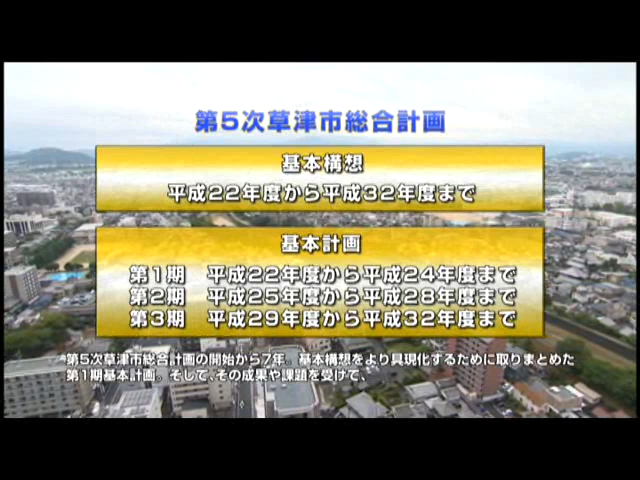 第5次草津市総合計画
基本構想
平成22年度から平成32年度まで
基本計画
第1期　平成22年度から平成24年度まで
第2期　平成25年度から平成28年度まで
第3期　平成29年度から平成32年度まで
第5次草津市総合計画の開始から7年。基本構想をより具現化するために取りまとめた
第1期基本計画。そして、その成果や課題を受けて、